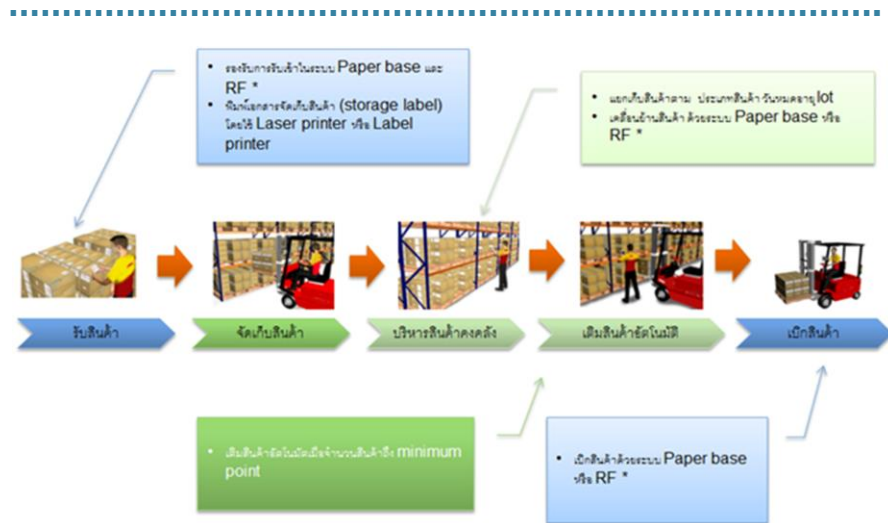 • รองรับการรับเข้าในระบบ Paper base และ
RF *
• พิมพ์เอกสารจัดเก็บสินค้า (storage label)
โดยใช้ Laser printer หรือ Label
printer
• แยกเก็บสินค้าตาม ประเภทสินค้า วันหมดอายุ lot
• เคลื่อนย้ายสินค้า ด้วยระบบ Paper base หรือ
RF *
รับสินค้า
จัดเก็บสินค้า
บริหารสินค้าคงคลัง
เติมสินค้าอัตโนมัติ
เบิกสินค้า
• เติมสินค้าอัตโนมัติเมื่อจำนวนสินค้าถึง minimum
point
• เบิกสินค้าด้วยระบบ Paper base
หรือ RF *